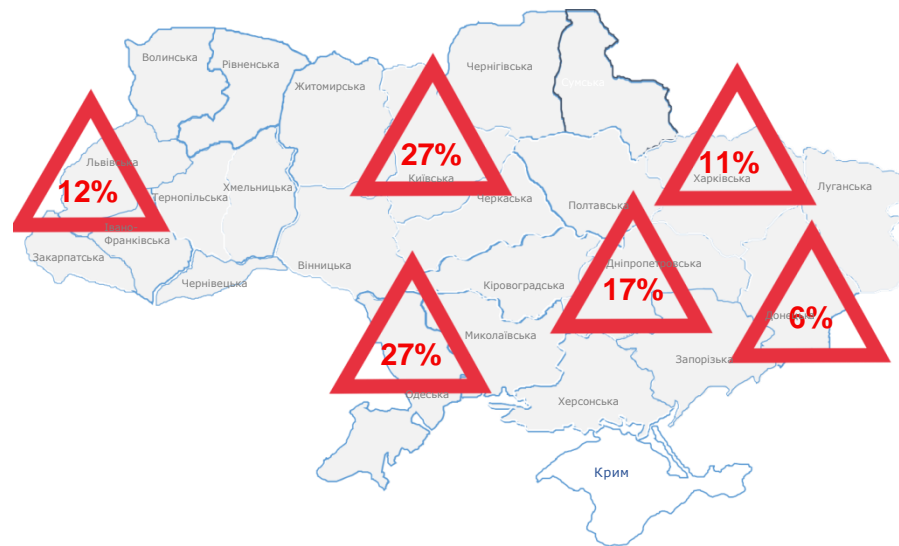 Волинська
Рівненська
Житомирська
Чернігівська
Сумська
Львівська
12%
Тернопільська
Хмельницька
27%
Київська
Черкаська
Полтавська
11%
Харківська
Луганська
Івано-
Франківська
Закарпатська
Чернівецька
Вінницька
Кіровоградська
Дніпропетровська
17%
Донецька
6%
Миколаївська
27%
Одеська
Запорізька
Херсонська
Крим